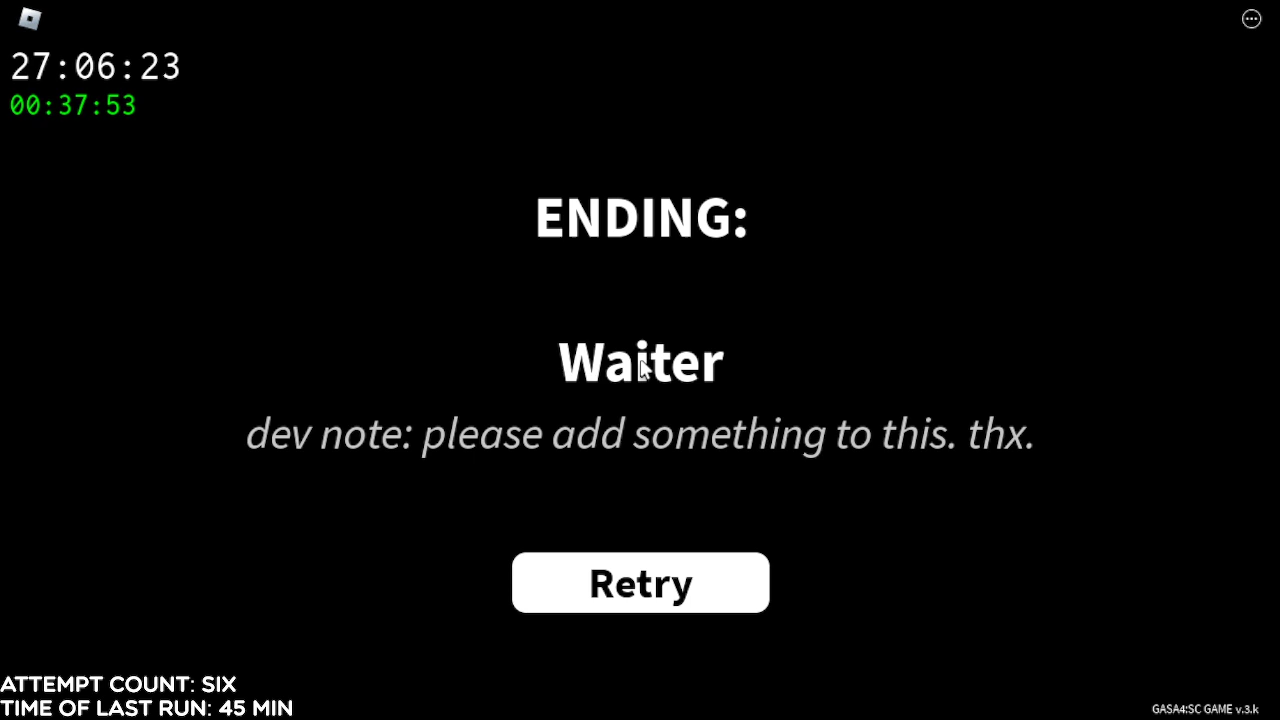 27:06:23
00:37:53
ENDING:
Waiter
dev note: please add something to this. thx.
Retry
ATTEMPT COUNT: SIX
TIME OF LAST RUN: 45 MIN
GASA4:SC GAME v.3.k